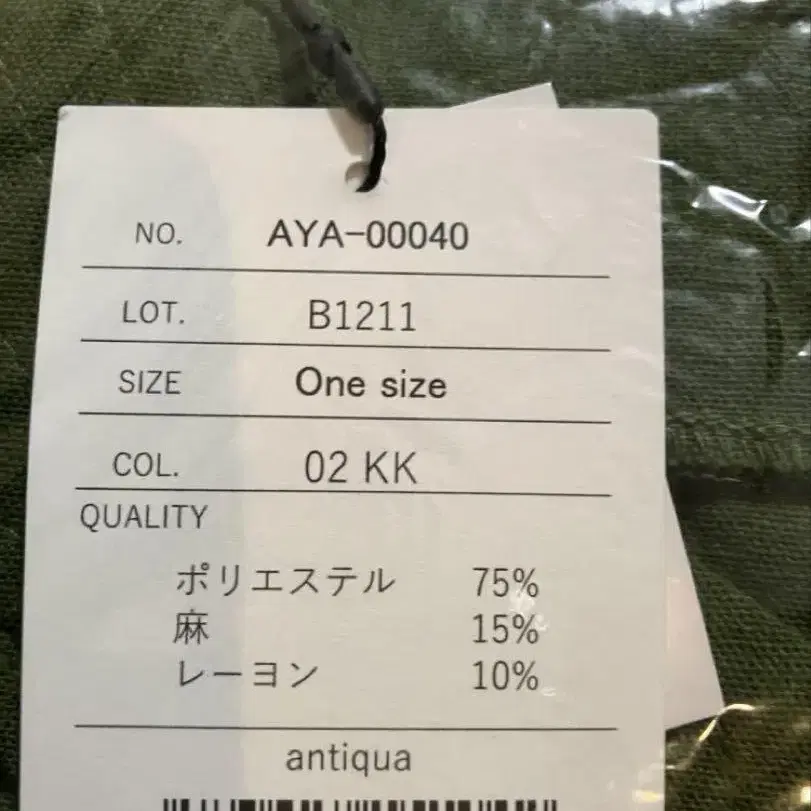 NO. AYA-00040
LOT. B1211
SIZE One size
COL. 02 KK
QUALITY
ポリエステル 75%
麻 15%
レーヨン 10%
antiqua